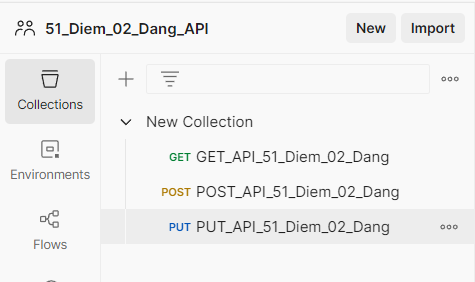 51_Diem_02_Dang_API
New
Import
Collections
New Collection
GET GET_API_51_Diem_02_Dang
Environments
POST POST_API_51_Diem_02_Dang
PUT PUT_API_51_Diem_02_Dang
Flows